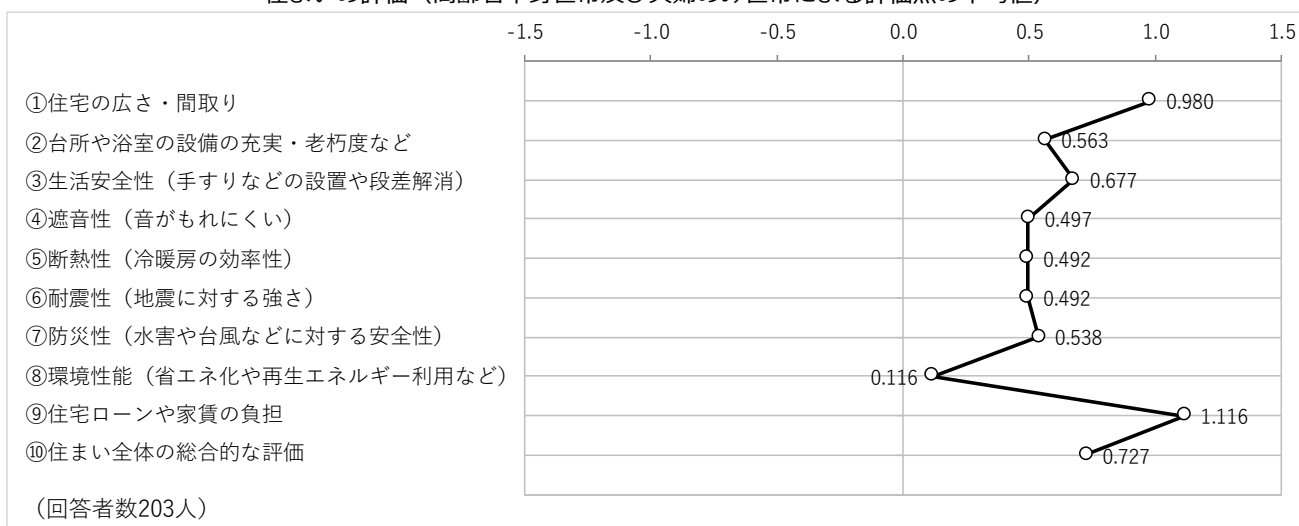 -1.5 -1.0 -0.5 0.0 0.5 1.0 1.5
①住宅の広さ・間取り 0.980
②台所や浴室の設備の充実・老朽度など 0.563
③生活安全性（手すりなどの設置や段差解消） 0.677
④遮音性（音がもれにくい） 0.497
⑤断熱性（冷暖房の効率性） 0.492
⑥耐震性（地震に対する強さ） 0.492
⑦防災性（水害や台風などに対する安全性） 0.538
⑧環境性能（省エネ化や再生エネルギー利用など） 0.116
⑨住宅ローンや家賃の負担 1.116
⑩住まい全体の総合的な評価 0.727
（回答者数203人）